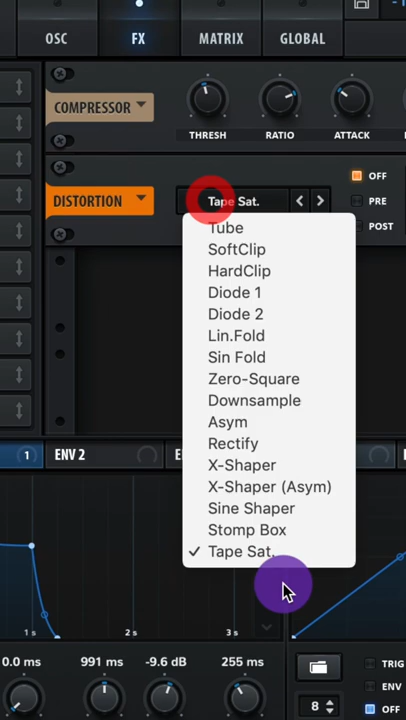 OSC FX MATRIX GLOBAL
COMPRESSOR
THRESH RATIO ATTACK
DISTORTION
Tape Sat.
OFF
PRE
POST
Tube
SoftClip
HardClip
Diode 1
Diode 2
Lin.Fold
Sin Fold
Zero-Square
Downsample
Asym
Rectify
X-Shaper
X-Shaper (Asym)
Sine Shaper
Stomp Box
✓ Tape Sat.
1 ENV 2
1 s 2 s 3 s
0.0 ms 991 ms -9.6 dB 255 ms
TRIG
ENV
8 OFF